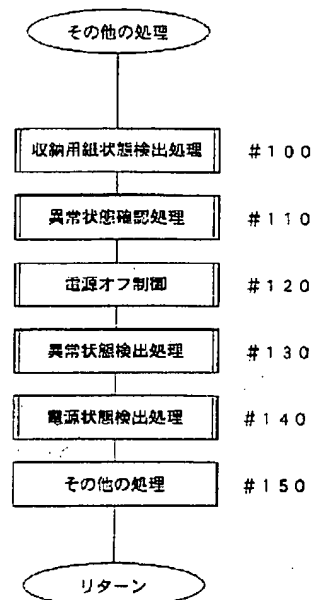 その他の処理
収納用紙状態検出処理 #100
異常状態確認処理 #110
電源オフ制御 #120
異常状態検出処理 #130
電源状態検出処理 #140
その他の処理 #150
リターン